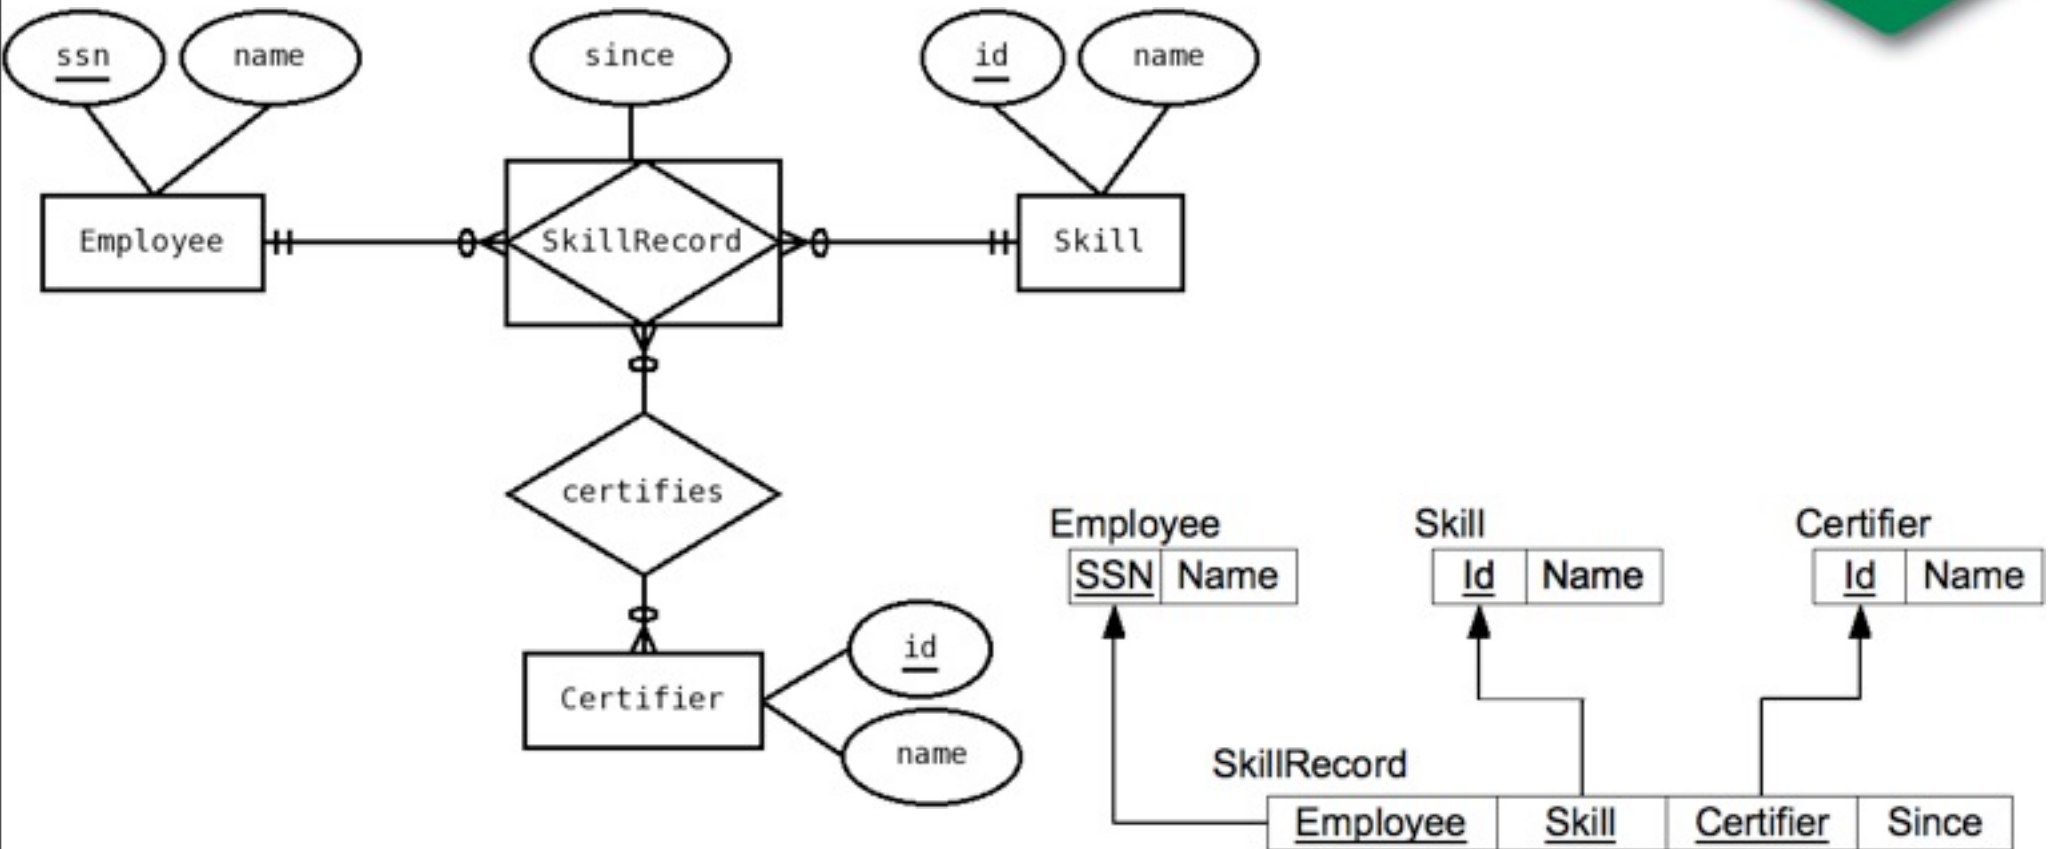 ssn name since id name
Employee SkillRecord Skill
certifies
id
Certifier
name
Employee Skill Certifier
SSN Name Id Name Id Name
SkillRecord
Employee Skill Certifier Since